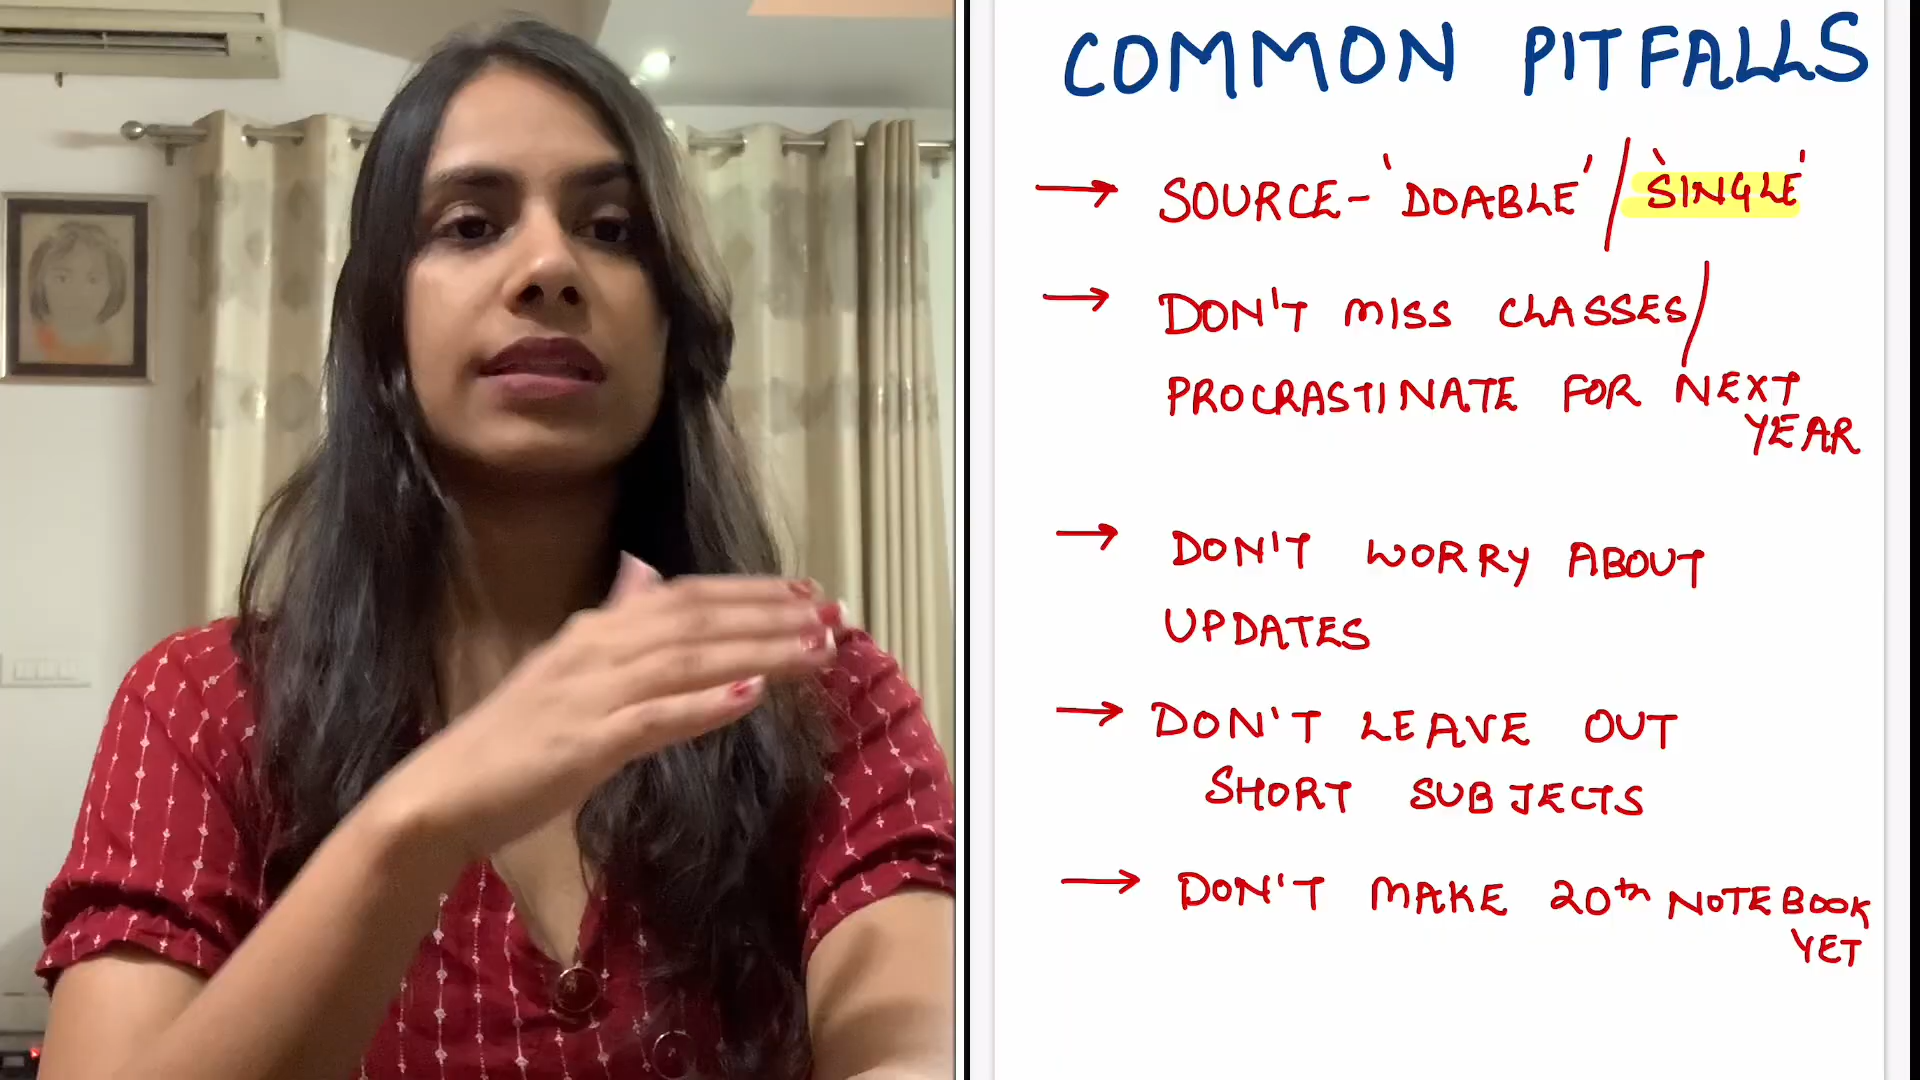 COMMON PITFALLS
→ SOURCE - 'DOABLE' / 'SINGLE'
→ DON'T MISS CLASSES /
PROCRASTINATE FOR NEXT
YEAR
→ DON'T WORRY ABOUT
UPDATES
→ DON'T LEAVE OUT
SHORT SUBJECTS
→ DON'T MAKE 20th NOTEBOOK
YET